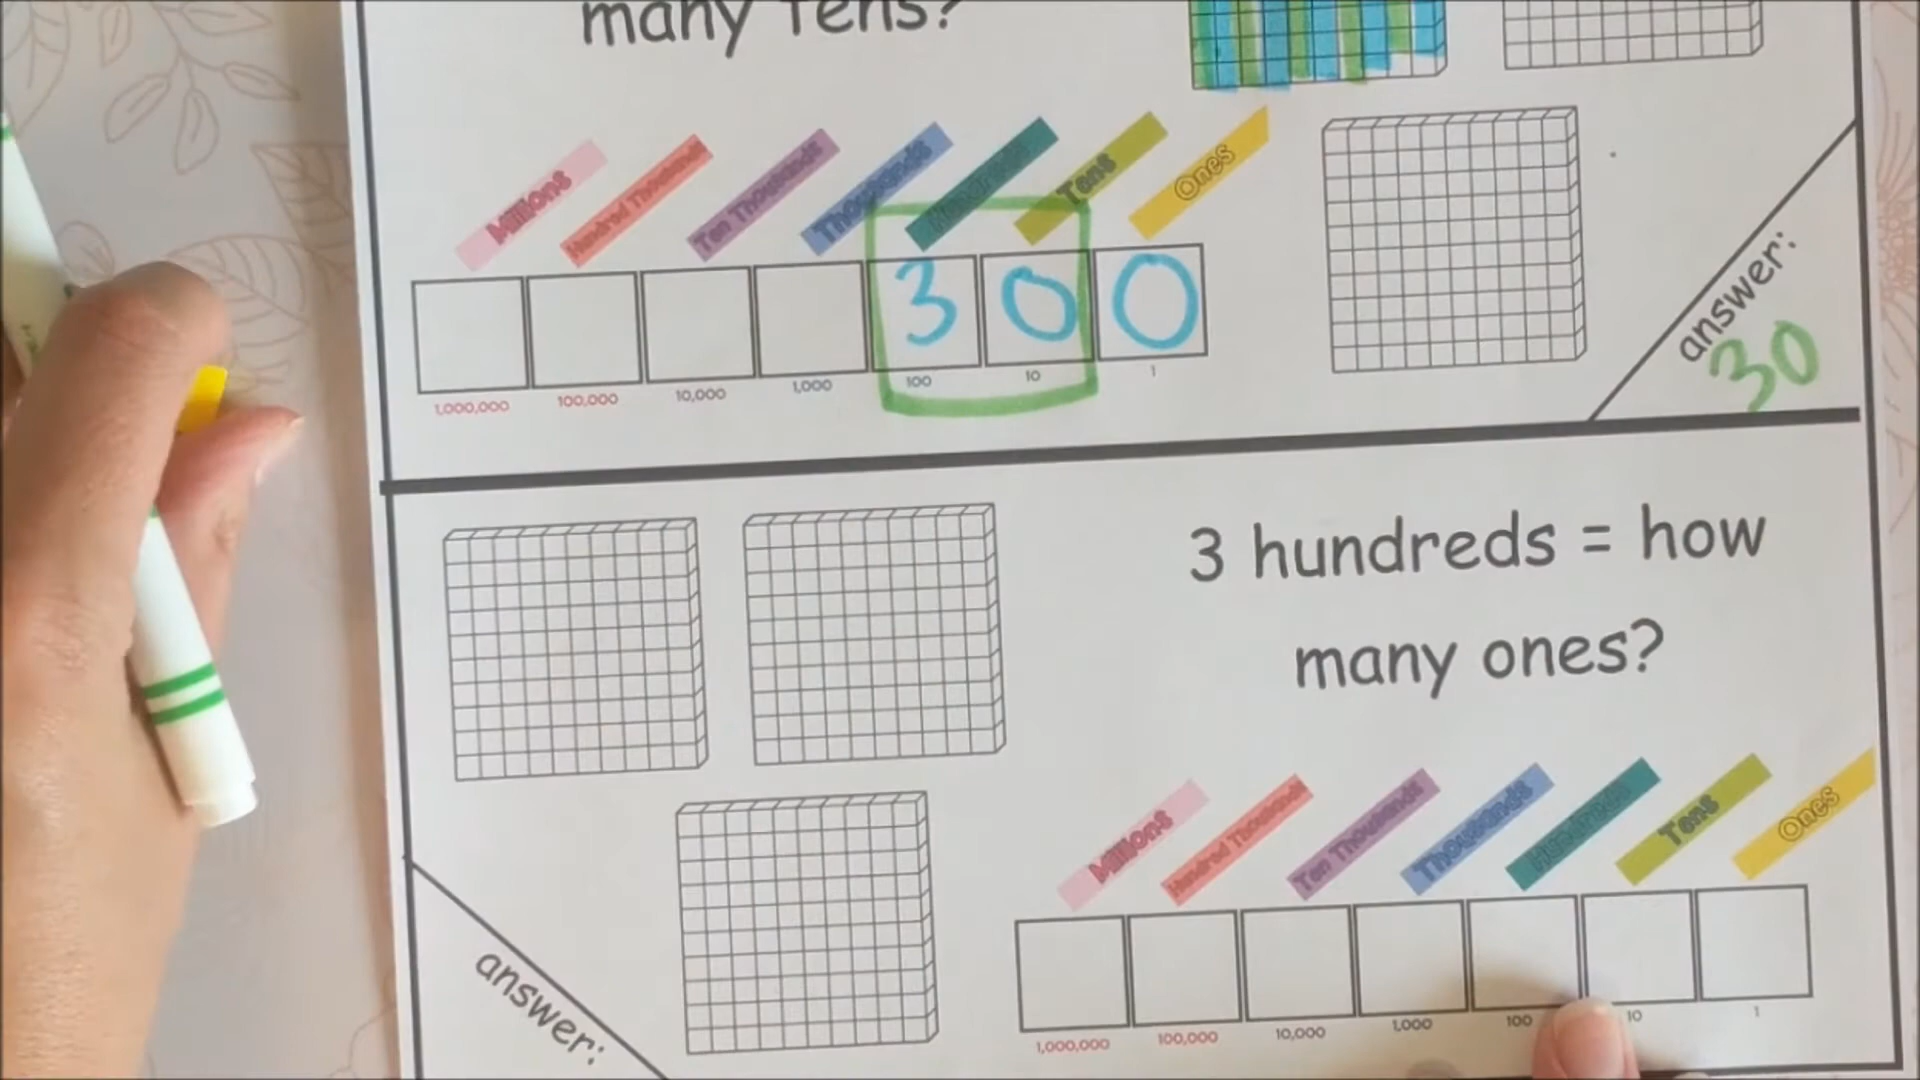 many Tens?
Millions
Hundred Thousands
Ten Thousands
Thousands
Hundreds
Tens
Ones
3 0 0
1,000,000 100,000 10,000 1,000 100 10 1
answer:
30
3 hundreds = how
many ones?
Millions
Hundred Thousands
Ten Thousands
Thousands
Hundreds
Tens
Ones
1,000,000 100,000 10,000 1,000 100 10 1
answer: